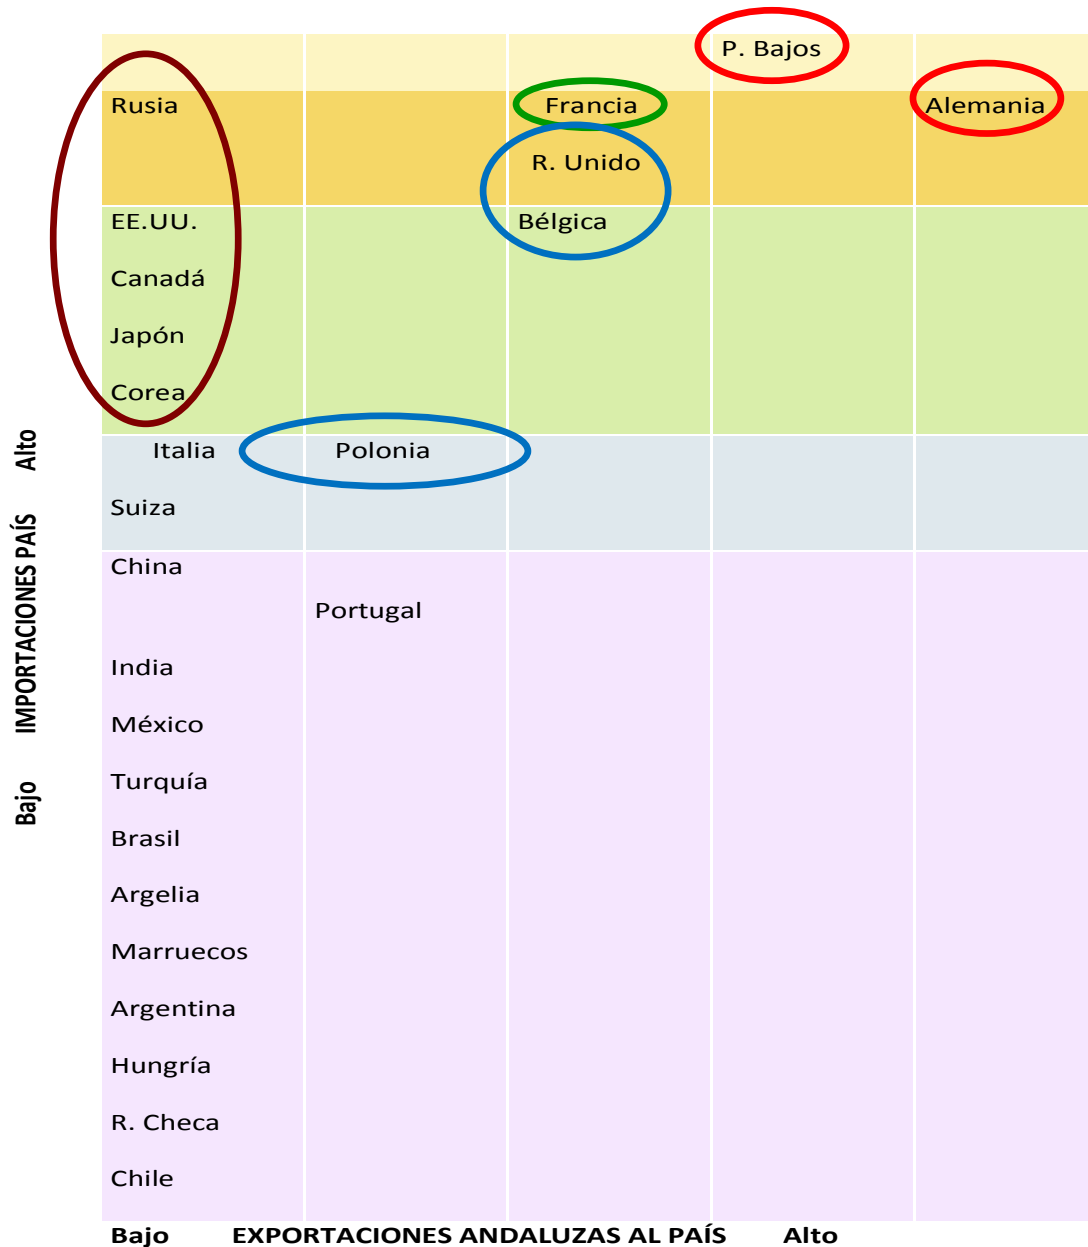 P. Bajos
Rusia Francia Alemania
R. Unido
EE.UU. Bélgica
Canadá
Japón
Corea
Italia Polonia
Suiza
China
Portugal
India
México
Turquía
Brasil
Argelia
Marruecos
Argentina
Hungría
R. Checa
Chile
Bajo IMPORTACIONES PAÍS Alto
Bajo EXPORTACIONES ANDALUZAS AL PAÍS Alto